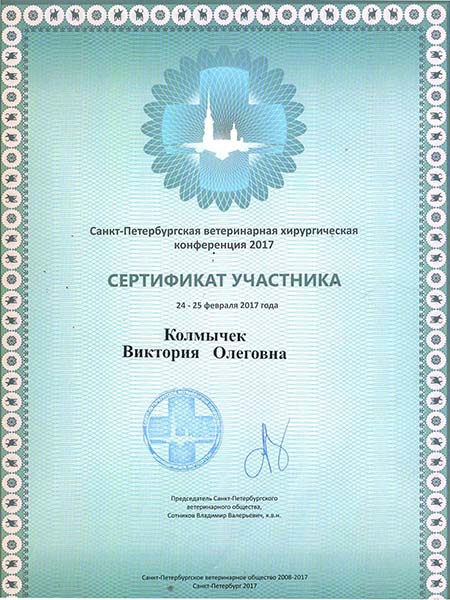 Санкт-Петербургская ветеринарная хирургическая
конференция 2017
СЕРТИФИКАТ УЧАСТНИКА
24 - 25 февраля 2017 года
Колмычек
Виктория Олеговна
Председатель Санкт-Петербургского
ветеринарного общества,
Сотников Владимир Валерьевич, к.в.н.
Санкт-Петербургское ветеринарное общество 2008-2017
Санкт-Петербург 2017